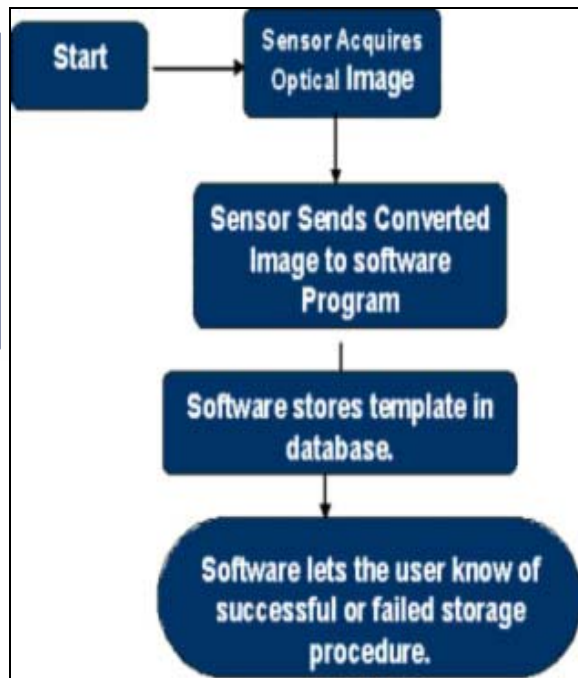 Start
Sensor Acquires
Optical Image
Sensor Sends Converted
Image to software
Program
Software stores template in
database.
Software lets the user know of
successful or failed storage
procedure.